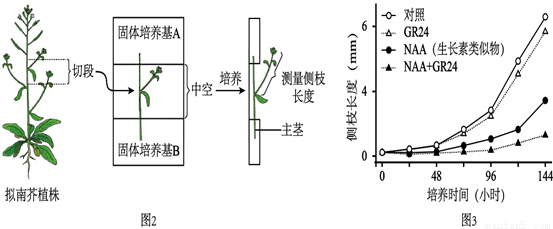 切段
拟南芥植株
固体培养基A
中空
固体培养基B
培养
测量侧枝
长度
主茎
图2
对照
GR24
NAA（生长素类似物）
NAA+GR24
侧枝长度（mm）
8
4
0
0 48 96 144
培养时间（小时）
图3